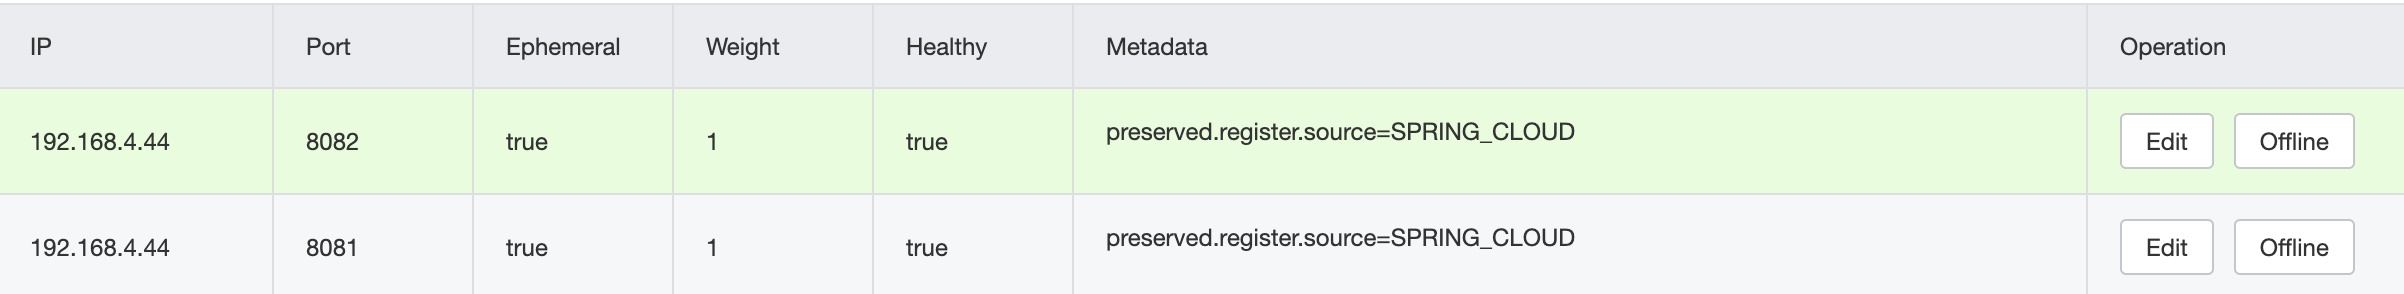 IP Port Ephemeral Weight Healthy Metadata Operation
192.168.4.44 8082 true 1 true preserved.register.source=SPRING_CLOUD Edit Offline
192.168.4.44 8081 true 1 true preserved.register.source=SPRING_CLOUD Edit Offline